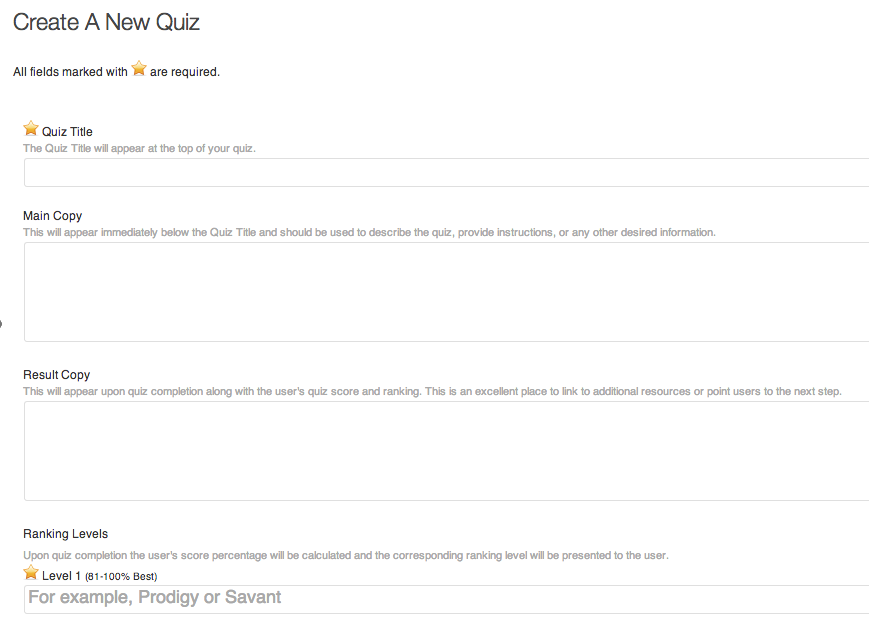 Create A New Quiz
All fields marked with are required.
Quiz Title
The Quiz Title will appear at the top of your quiz.
Main Copy
This will appear immediately below the Quiz Title and should be used to describe the quiz, provide instructions, or any other desired information.
Result Copy
This will appear upon quiz completion along with the user's quiz score and ranking. This is an excellent place to link to additional resources or point users to the next step.
Ranking Levels
Upon quiz completion the user's score percentage will be calculated and the corresponding ranking level will be presented to the user.
Level 1 (81-100% Best)
For example, Prodigy or Savant